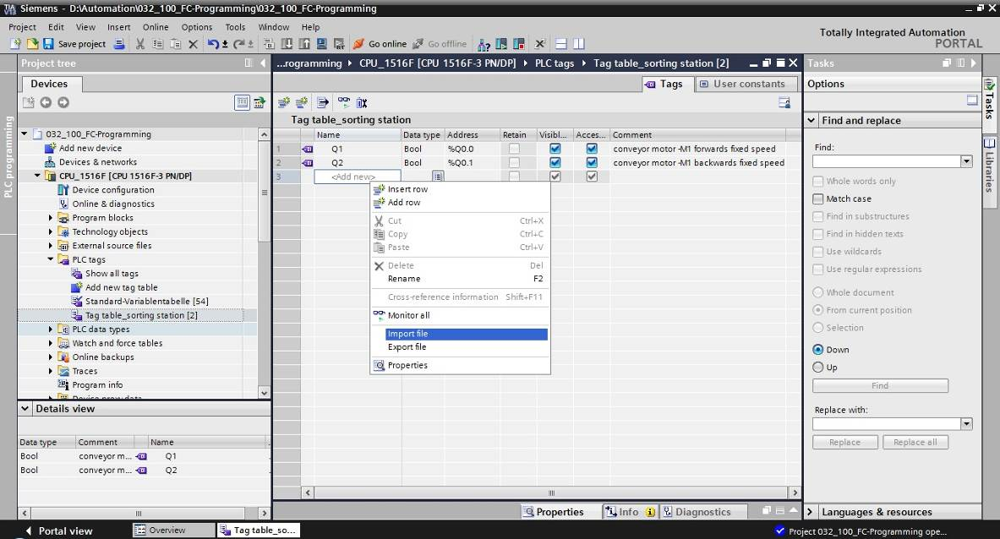 Siemens - D:\Automation\032_100_FC-Programming\032_100_FC-Programming
Project Edit View Insert Online Options Tools Window Help
Totally Integrated Automation
PORTAL
Save project Go online Go offline
Project tree
Devices
PLC programming
032_100_FC-Programming
Add new device
Devices & networks
CPU_1516F [CPU 1516F-3 PN/DP]
Device configuration
Online & diagnostics
Program blocks
Technology objects
External source files
PLC tags
Show all tags
Add new tag table
Standard-Variablentabelle [54]
Tag table_sorting station [2]
PLC data types
Watch and force tables
Online backups
Traces
Program info
Device proxy data
Details view
Data type Comment Name
Bool conveyor m... Q1
Bool conveyor m... Q2
...rogramming CPU_1516F [CPU 1516F-3 PN/DP] PLC tags Tag table_sorting station [2]
Tags User constants
Tag table_sorting station
Name Data type Address Retain Visibl... Acces... Comment
1 Q1 Bool %Q0.0 conveyor motor -M1 forwards fixed speed
2 Q2 Bool %Q0.1 conveyor motor -M1 backwards fixed speed
3 <Add new>
Insert row
Add row
Cut Ctrl+X
Copy Ctrl+C
Paste Ctrl+V
Delete Del
Rename F2
Cross-reference information Shift+F11
Monitor all
Import file
Export file
Properties
Properties Info Diagnostics
Tasks
Options
Find and replace
Find:
Whole words only
Match case
Find in substructures
Find in hidden texts
Use wildcards
Use regular expressions
Whole document
From current position
Selection
Down
Up
Find
Replace with:
Replace Replace all
Languages & resources
Tasks
Libraries
Portal view Overview Tag table_so... Project 032_100_FC-Programming ope...